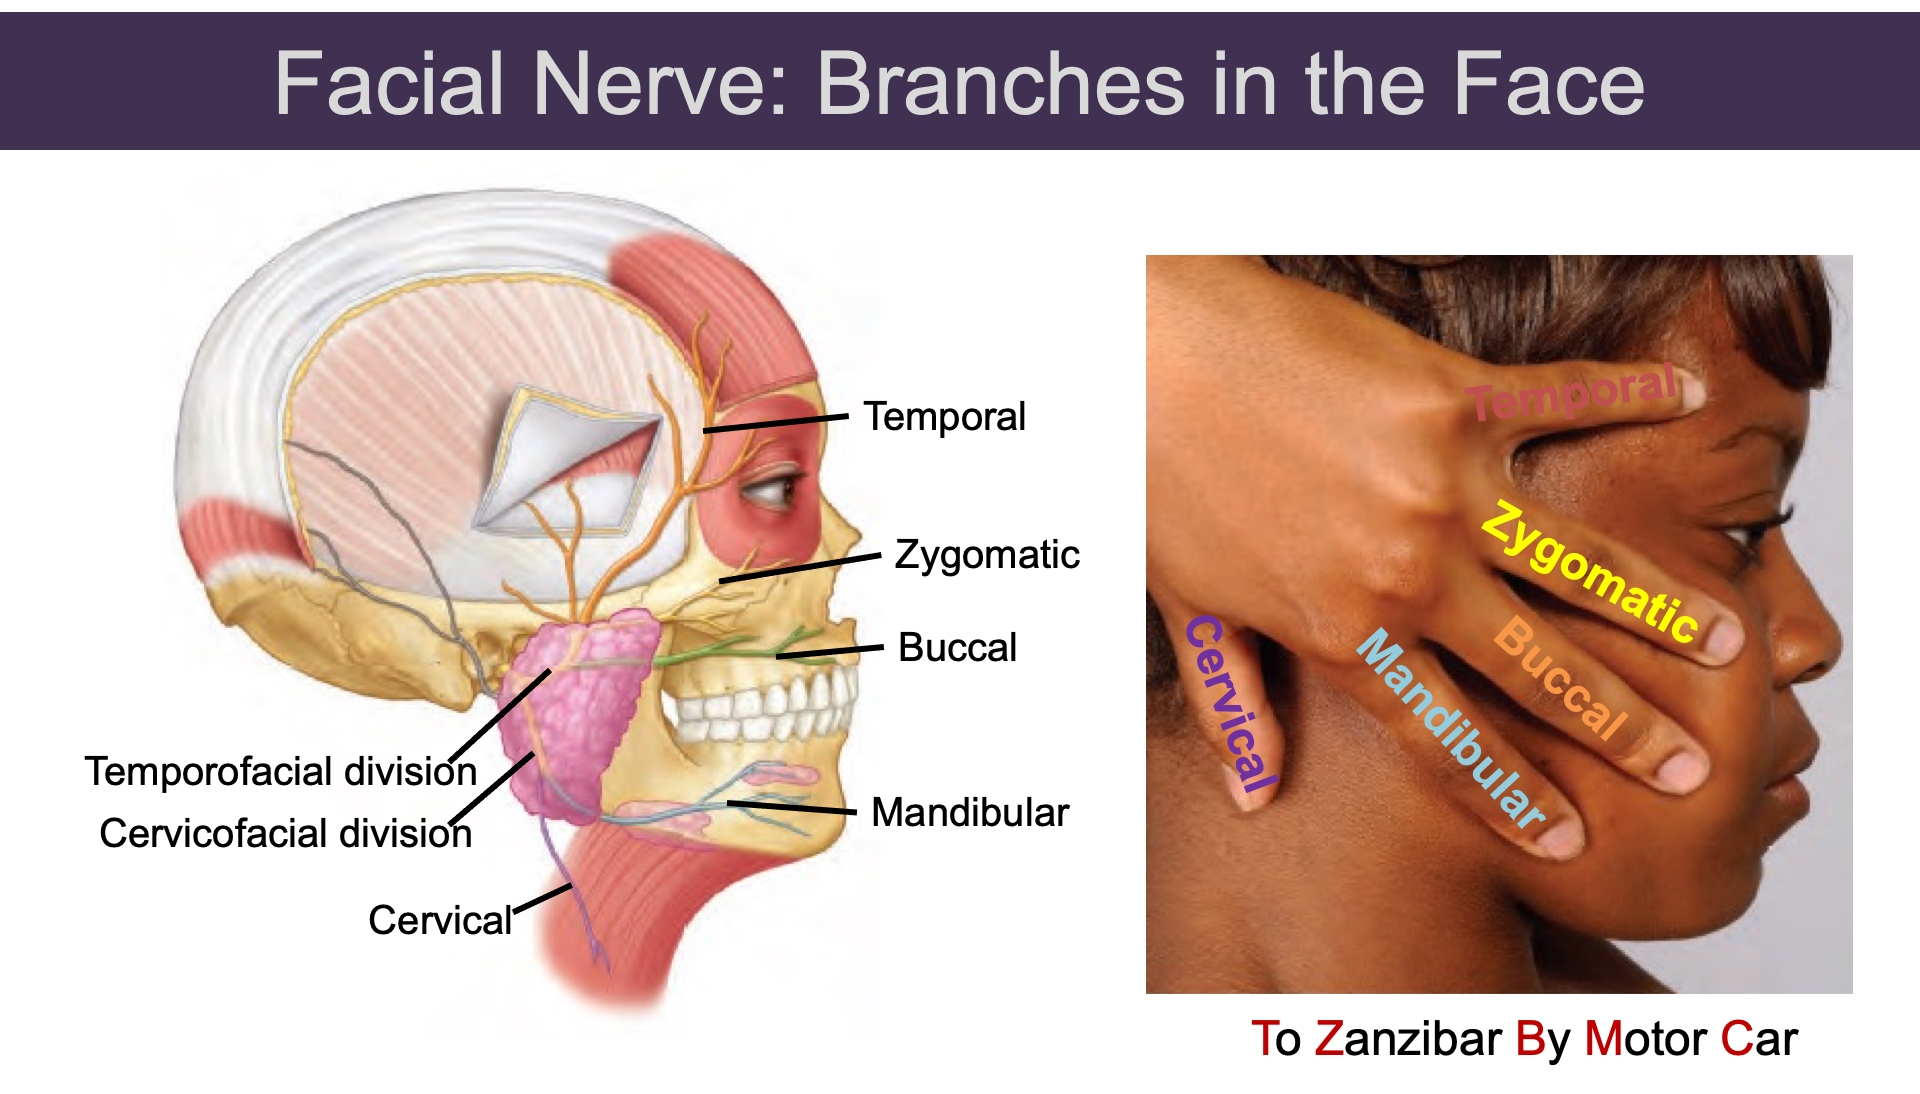 Facial Nerve: Branches in the Face
Temporal
Zygomatic
Buccal
Temporofacial division
Cervicofacial division
Mandibular
Cervical
Temporal
Zygomatic
Buccal
Mandibular
Cervical
To Zanzibar By Motor Car